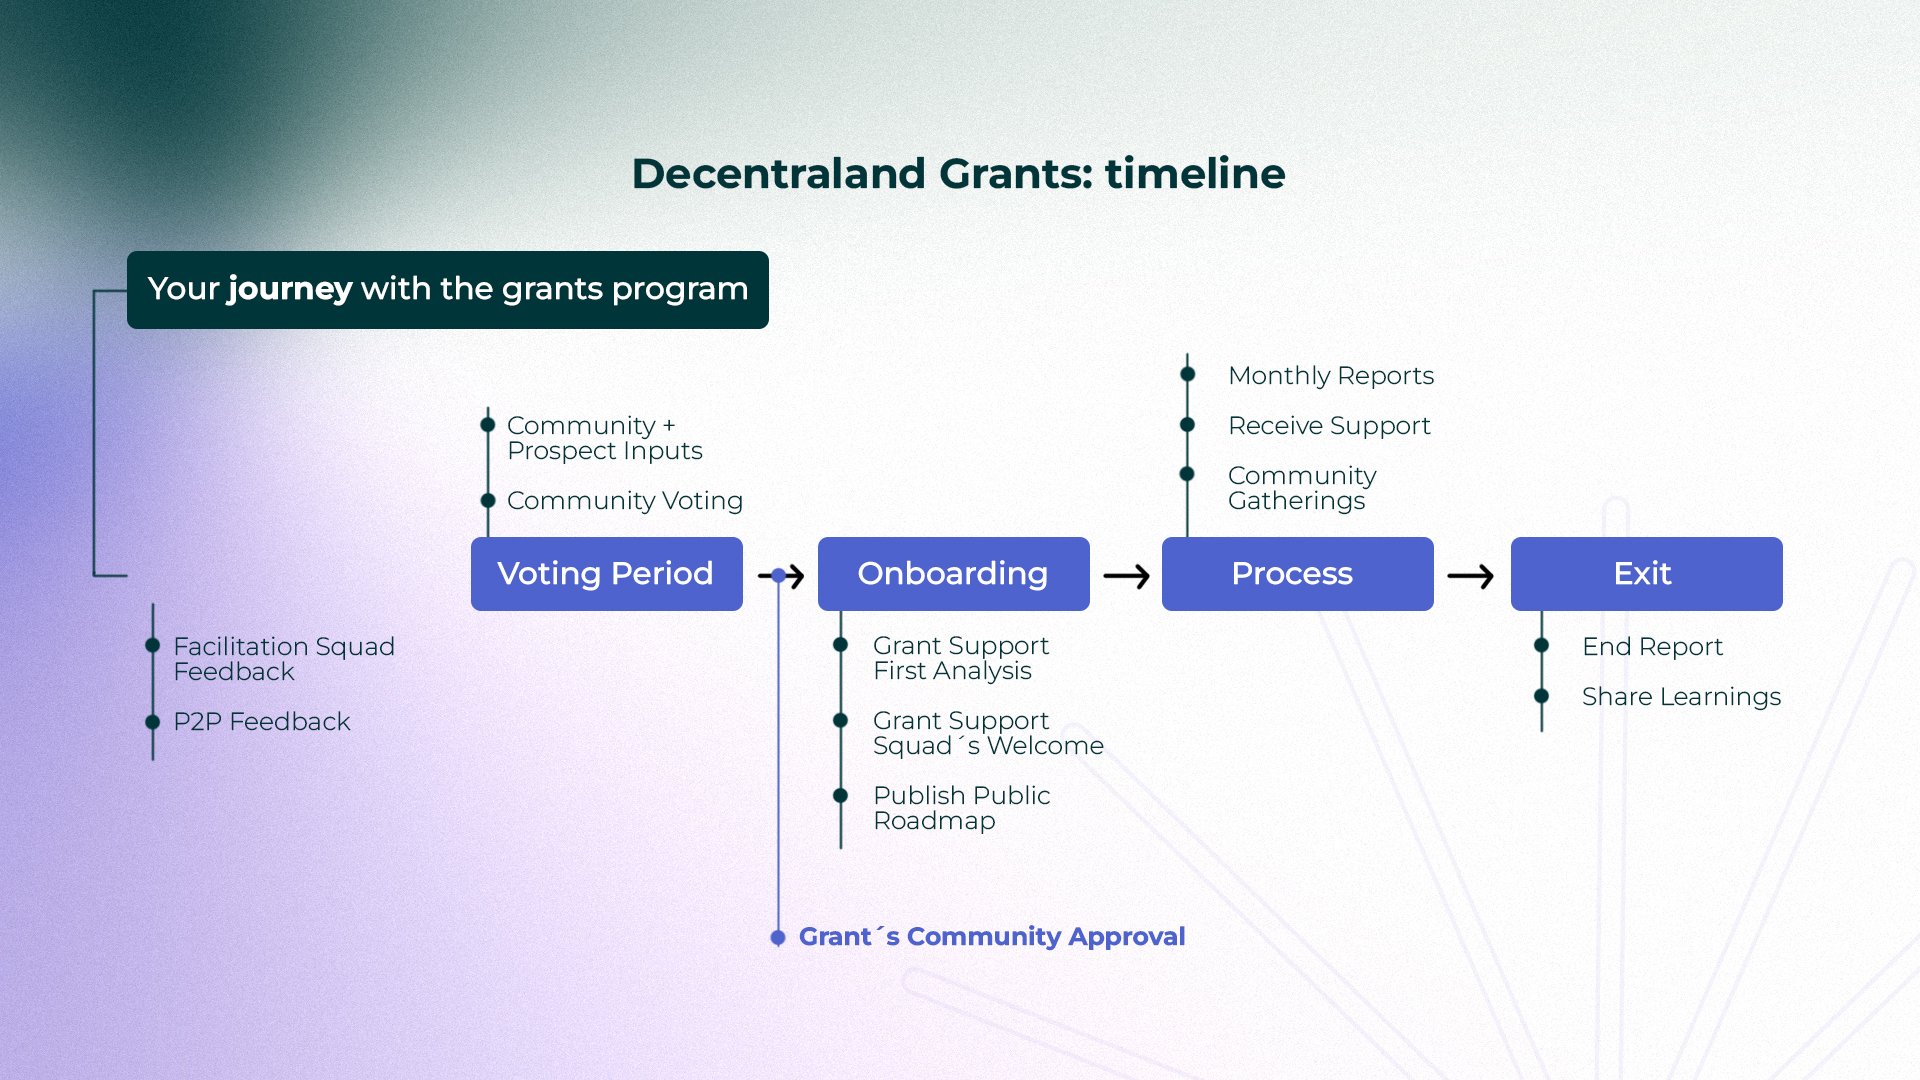 Decentraland Grants: timeline
Your journey with the grants program
Facilitation Squad
Feedback
P2P Feedback
Community +
Prospect Inputs
Community Voting
Voting Period
Grant´s Community Approval
Onboarding
Grant Support
First Analysis
Grant Support
Squad´s Welcome
Publish Public
Roadmap
Monthly Reports
Receive Support
Community
Gatherings
Process
Exit
End Report
Share Learnings